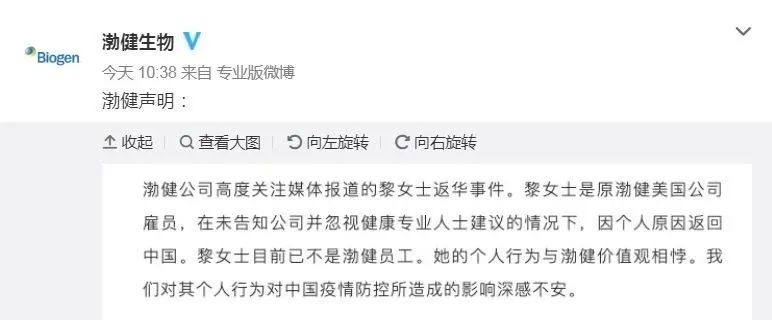 渤健生物
Biogen
今天 10:38 来自 专业版微博
渤健声明：
收起 查看大图 向左旋转 向右旋转
渤健公司高度关注媒体报道的黎女士返华事件。黎女士是原渤健美国公司
雇员，在未告知公司并忽视健康专业人士建议的情况下，因个人原因返回
中国。黎女士目前已不是渤健员工。她的个人行为与渤健价值观相悖。我
们对其个人行为对中国疫情防控所造成的影响深感不安。